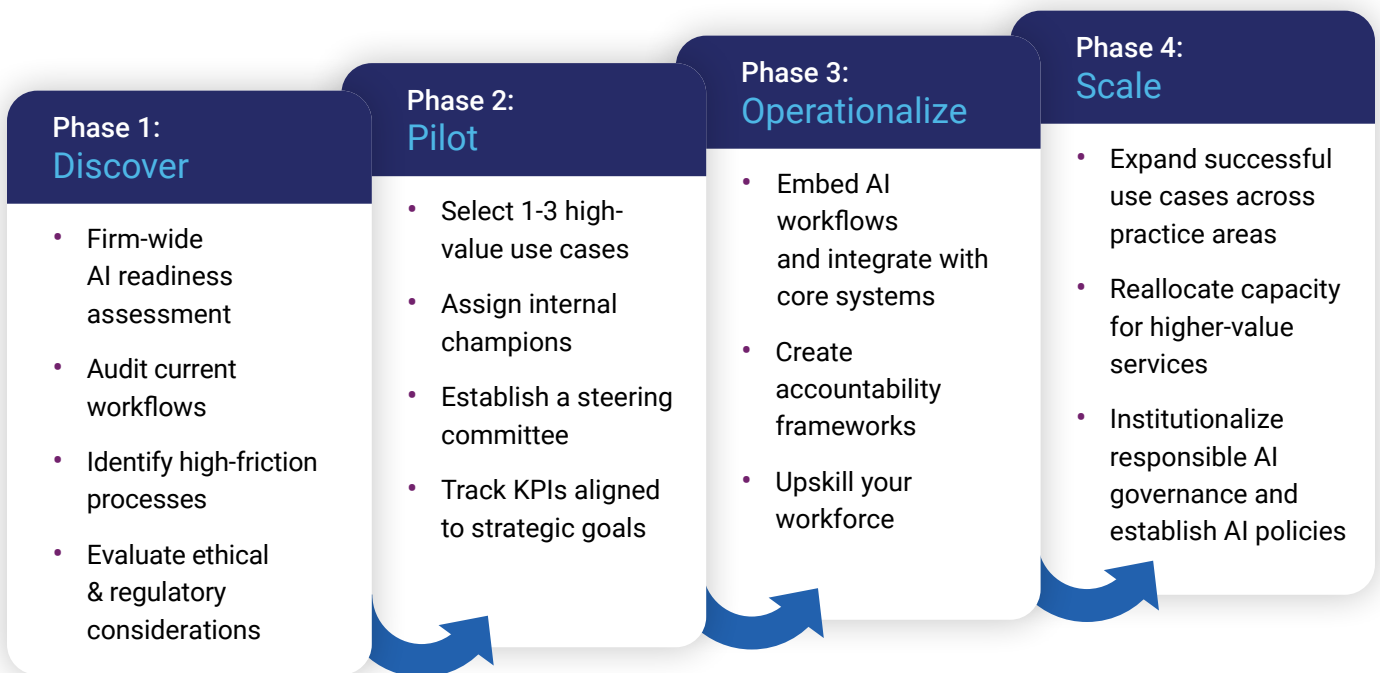 Phase 1:
Discover
• Firm-wide
AI readiness
assessment
• Audit current
workflows
• Identify high-friction
processes
• Evaluate ethical
& regulatory
considerations
Phase 2:
Pilot
• Select 1-3 high-
value use cases
• Assign internal
champions
• Establish a steering
committee
• Track KPIs aligned
to strategic goals
Phase 3:
Operationalize
• Embed AI
workflows
and integrate with
core systems
• Create
accountability
frameworks
• Upskill your
workforce
Phase 4:
Scale
• Expand successful
use cases across
practice areas
• Reallocate capacity
for higher-value
services
• Institutionalize
responsible AI
governance and
establish AI policies